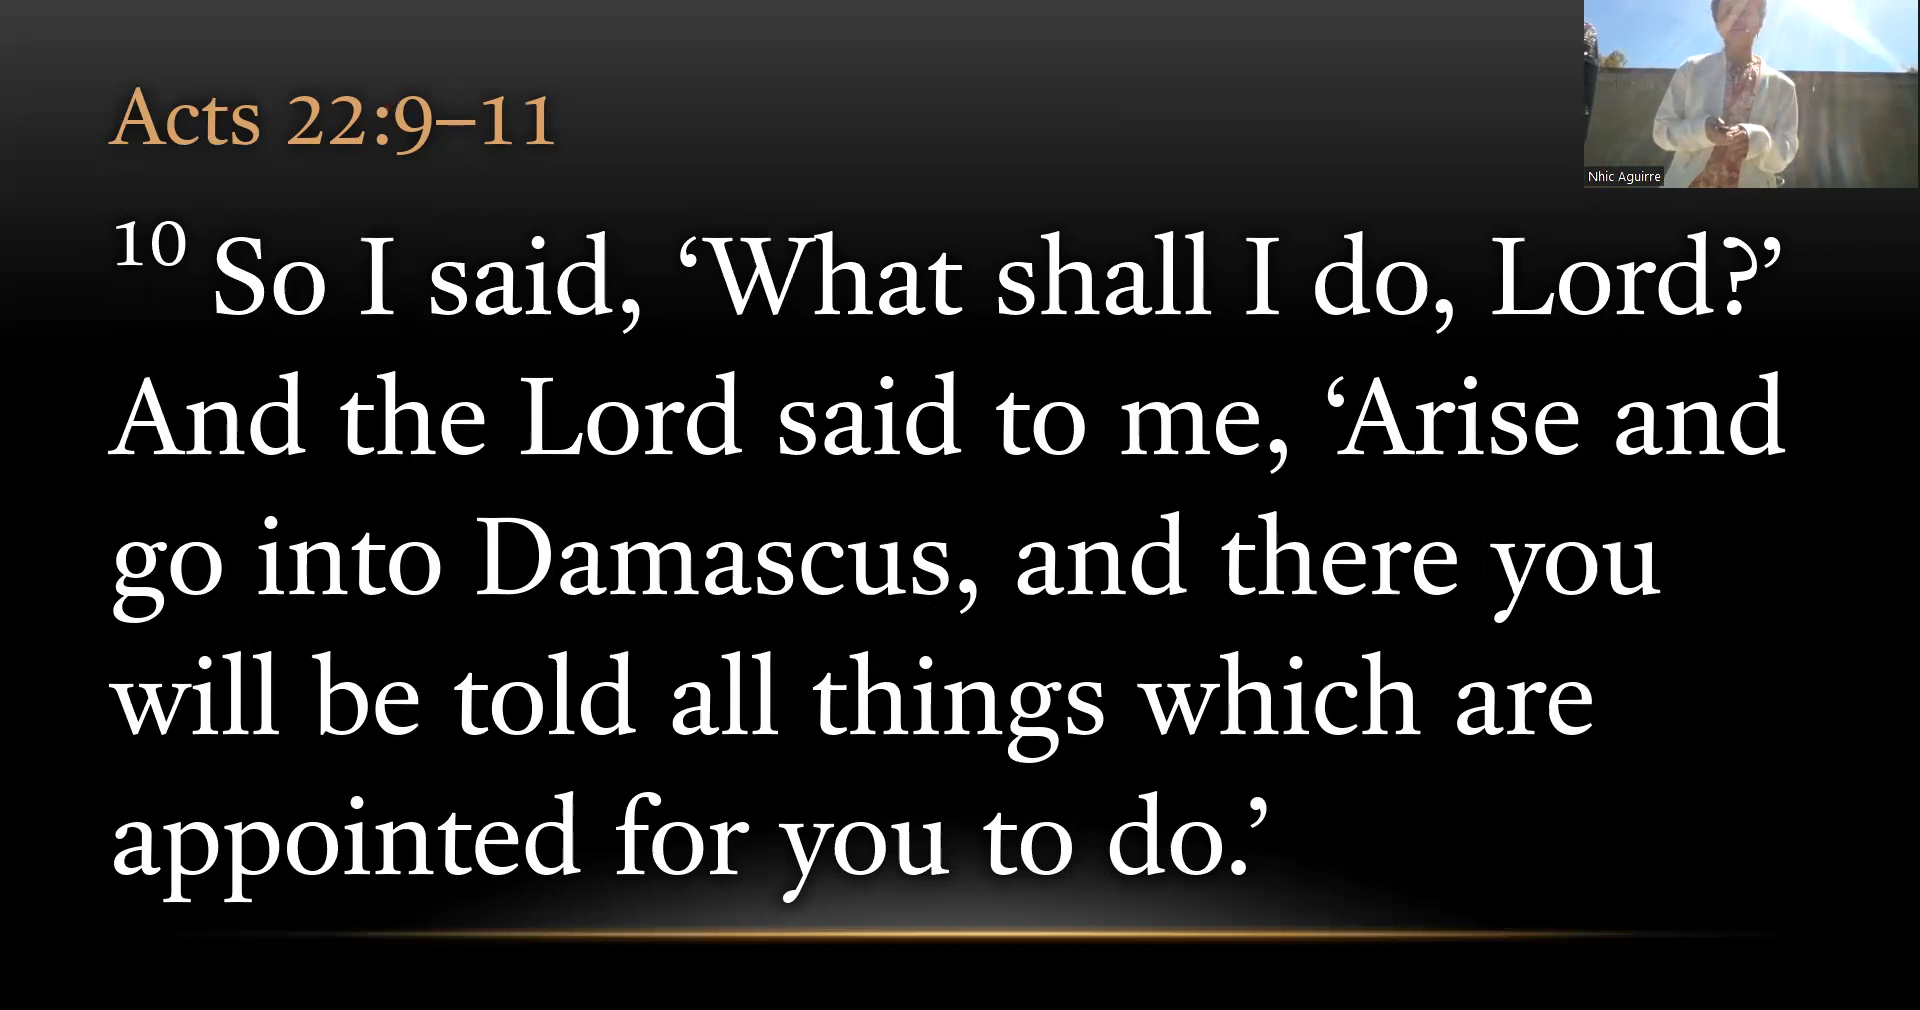 Acts 22:9–11
Nhic Aguirre
10 So I said, ‘What shall I do, Lord?’
And the Lord said to me, ‘Arise and
go into Damascus, and there you
will be told all things which are
appointed for you to do.’